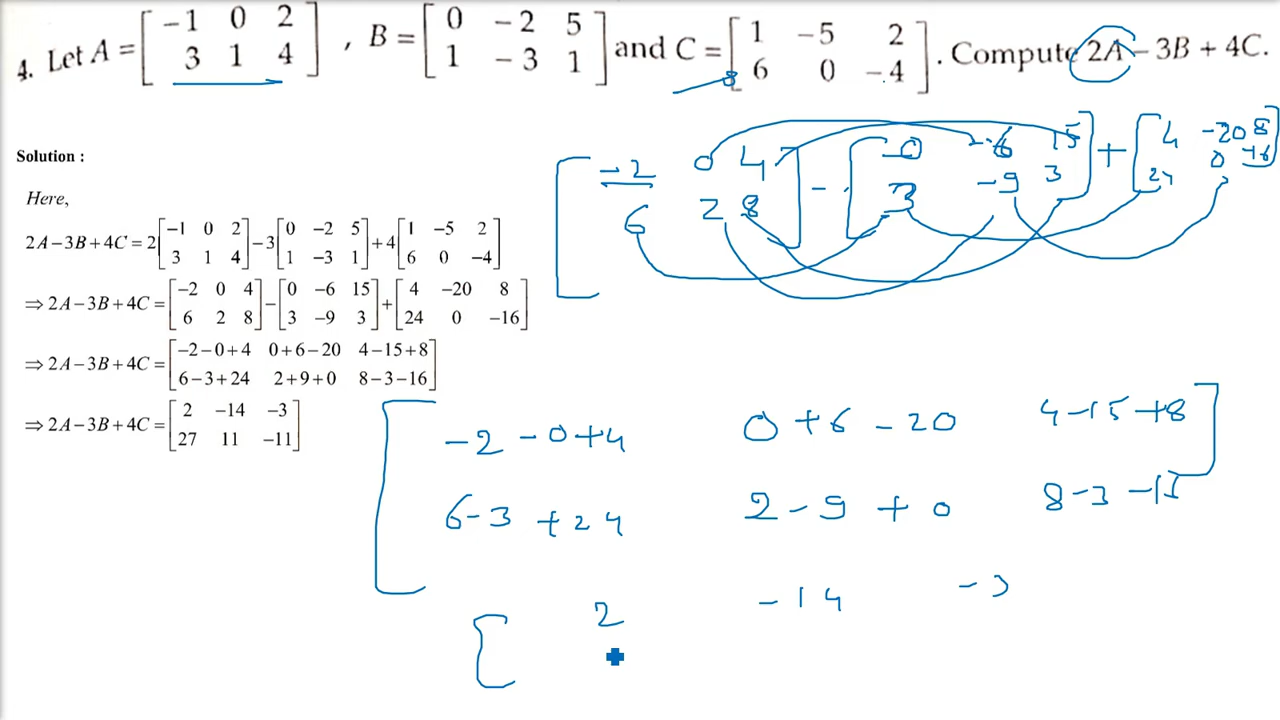 4. Let A = [ −1 0 2 ; 3 1 4 ] , B = [ 0 −2 5 ; 1 −3 1 ] and C = [ 1 −5 2 ; 6 0 −4 ] . Compute 2A − 3B + 4C.
8
Solution :
[ −2 0 4 ; 6 2 8 ] − [ 0 −6 15 ; 3 −9 3 ] + [ 4 −20 8 ; 24 0 −16
Here,
2A−3B+4C = 2[ −1 0 2 ; 3 1 4 ] −3[ 0 −2 5 ; 1 −3 1 ] +4[ 1 −5 2 ; 6 0 −4 ]
⇒ 2A−3B+4C = [ −2 0 4 ; 6 2 8 ] − [ 0 −6 15 ; 3 −9 3 ] + [ 4 −20 8 ; 24 0 −16 ]
⇒ 2A−3B+4C = [ −2−0+4 0+6−20 4−15+8 ; 6−3+24 2+9+0 8−3−16 ]
⇒ 2A−3B+4C = [ 2 −14 −3 ; 27 11 −11 ]
[ −2 −0+4 0+6−20 4−15+8 ]
6−3+24 2−9+0 8−3
[ 2 −14 −3